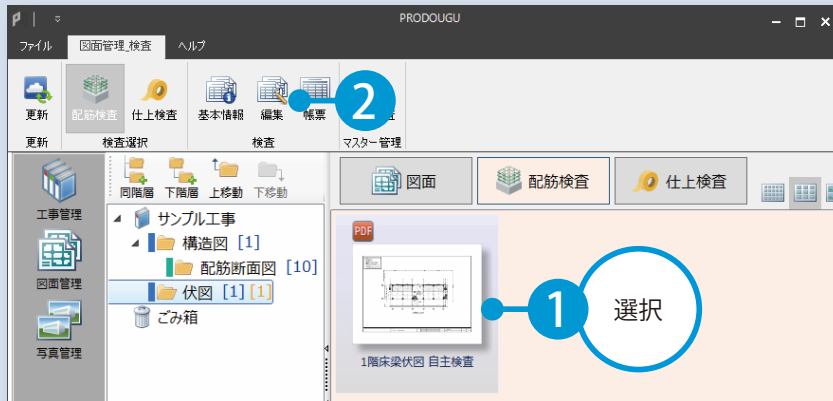 PRODOUGU
ファイル 図面管理_検査 ヘルプ
更新 配筋検査 仕上検査 基本情報 編集 帳票
2
更新 検査選択 検査 マスター管理
工事管理
図面管理
写真管理
同階層 下階層 上移動 下移動
サンプル工事
構造図 [1]
配筋断面図 [10]
伏図 [1] [1]
ごみ箱
図面 配筋検査 仕上検査
PDF
1階床梁伏図 自主検査
1
選択